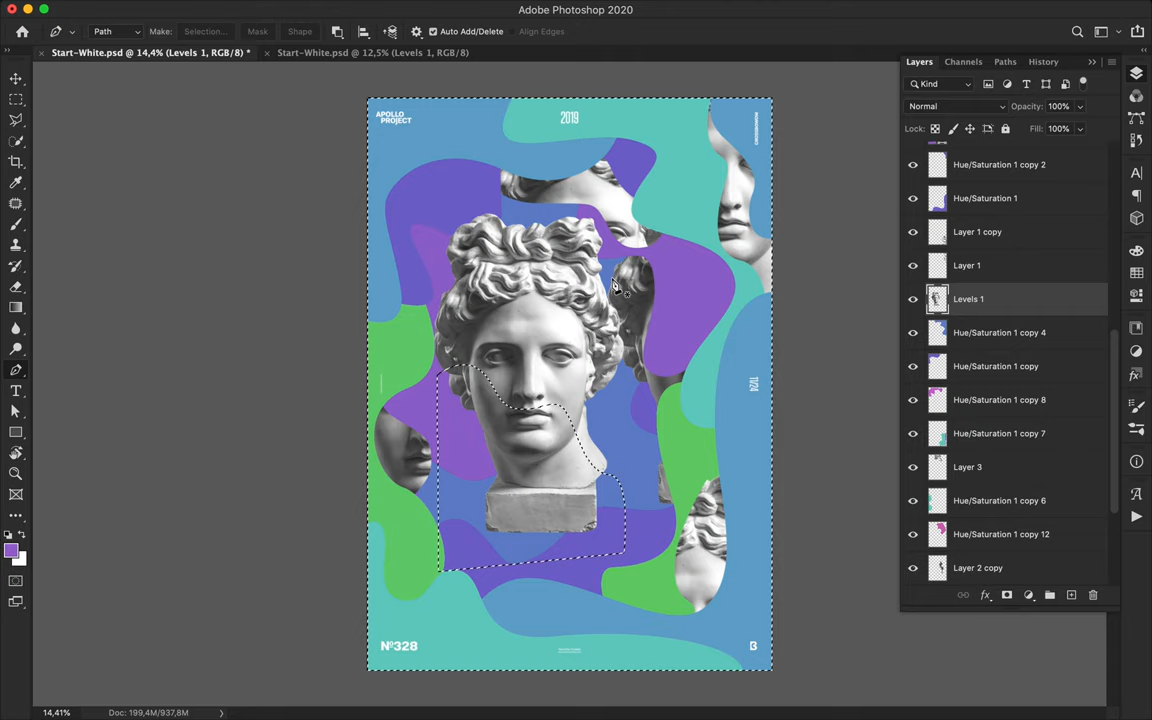 Adobe Photoshop 2020
Path
Make:
Selection...
Mask
Shape
Auto Add/Delete
Align Edges
Start-White.psd @ 14,4% (Levels 1, RGB/8) *
Start-White.psd @ 12,5% (Levels 1, RGB/8)
Layers
Channels
Paths
History
Kind
Normal
Opacity: 100%
Lock:
Fill: 100%
Hue/Saturation 1 copy 2
Hue/Saturation 1
Layer 1 copy
Layer 1
Levels 1
Hue/Saturation 1 copy 4
Hue/Saturation 1 copy
Hue/Saturation 1 copy 8
Hue/Saturation 1 copy 7
Layer 3
Hue/Saturation 1 copy 6
Hue/Saturation 1 copy 12
Layer 2 copy
APOLLO
PROJECT
2019
11/24
Nº328
B
14,41%
Doc: 199,4M/937,8M